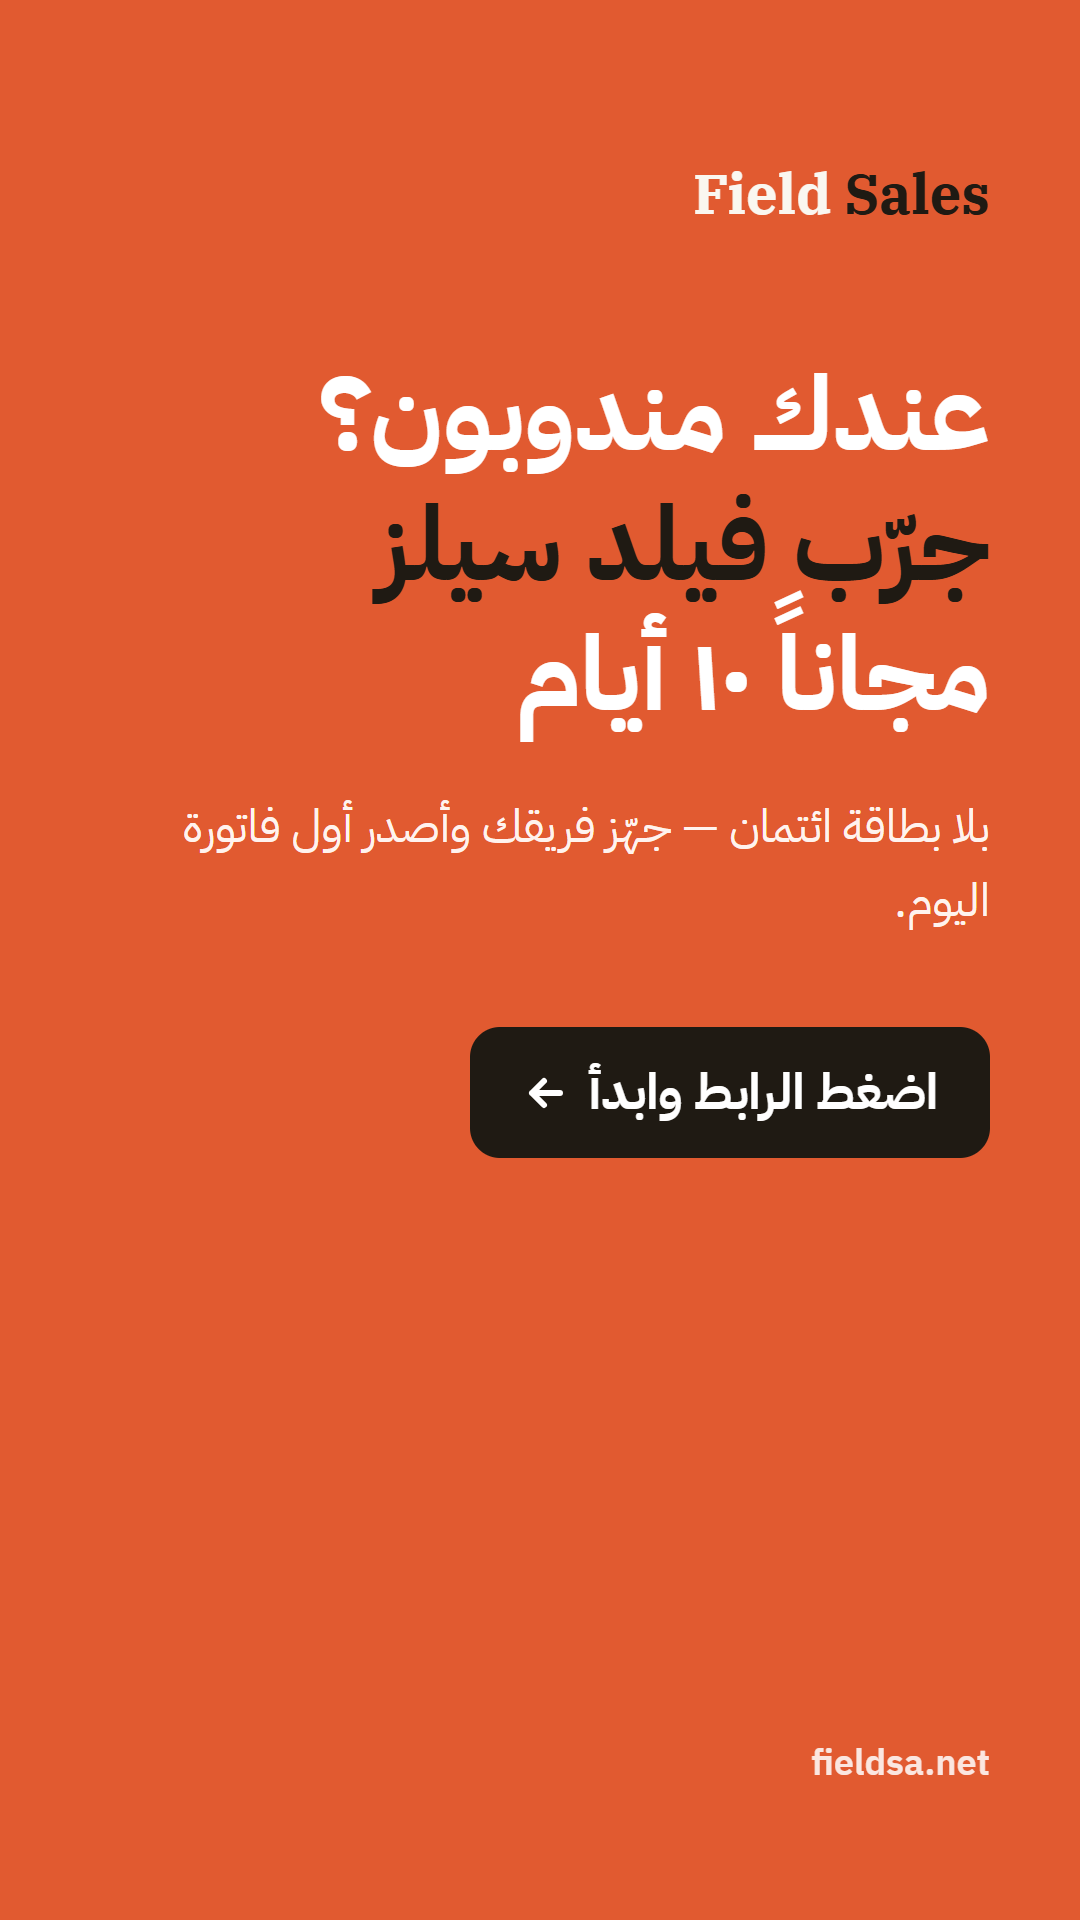 Field Sales
عندك مندوبون؟
جرّب فيلد سيلز
مجاناً ١٠ أيام
بلا بطاقة ائتمان — جهّز فريقك وأصدر أول فاتورة
اليوم.
اضغط الرابط وابدأ ←
fieldsa.net